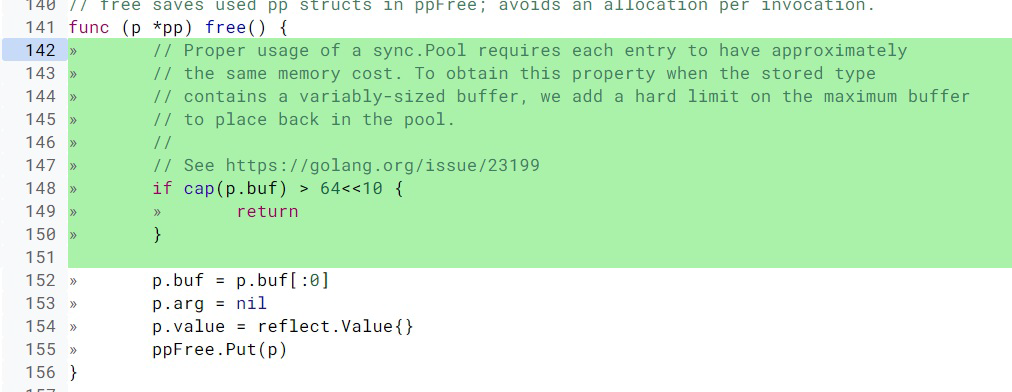 140 // free saves used pp structs in ppFree; avoids an allocation per invocation.
141 func (p *pp) free() {
142 » // Proper usage of a sync.Pool requires each entry to have approximately
143 » // the same memory cost. To obtain this property when the stored type
144 » // contains a variably-sized buffer, we add a hard limit on the maximum buffer
145 » // to place back in the pool.
146 » //
147 » // See https://golang.org/issue/23199
148 » if cap(p.buf) > 64<<10 {
149 » » return
150 » }
151
152 » p.buf = p.buf[:0]
153 » p.arg = nil
154 » p.value = reflect.Value{}
155 » ppFree.Put(p)
156 }